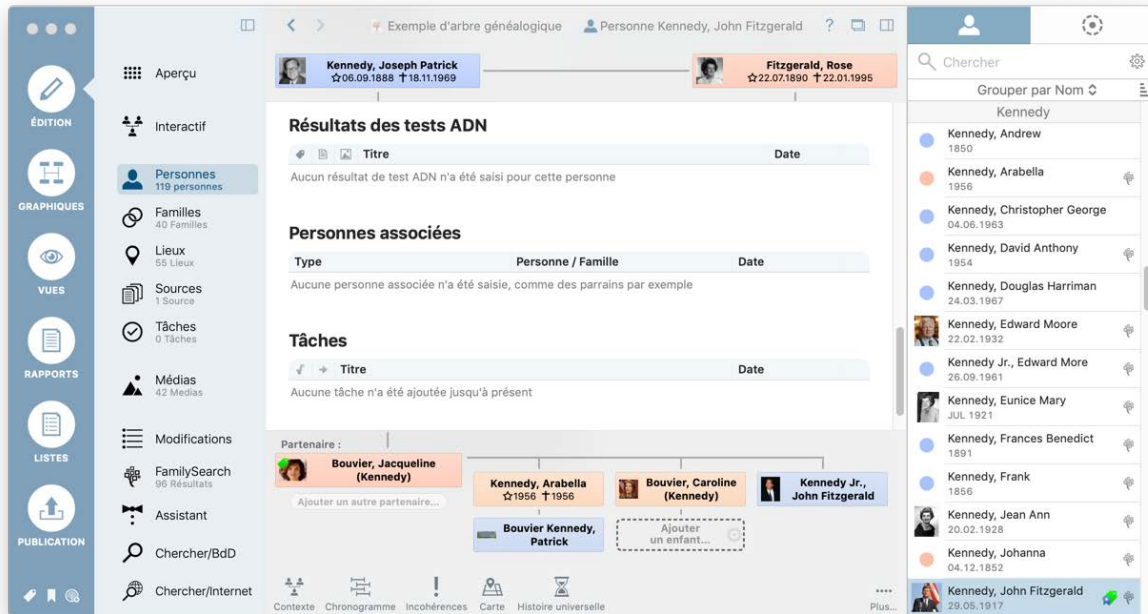 Exemple d'arbre généalogique
Personne Kennedy, John Fitzgerald
?
ÉDITION
GRAPHIQUES
VUES
RAPPORTS
LISTES
PUBLICATION
Aperçu
Interactif
Personnes
119 personnes
Familles
40 Familles
Lieux
55 Lieux
Sources
1 Source
Tâches
0 Tâches
Médias
42 Medias
Modifications
FamilySearch
96 Résultats
Assistant
Chercher/BdD
Chercher/Internet
Kennedy, Joseph Patrick
☆06.09.1888 ✝18.11.1969
Fitzgerald, Rose
☆22.07.1890 ✝22.01.1995
Résultats des tests ADN
Titre Date
Aucun résultat de test ADN n'a été saisi pour cette personne
Personnes associées
Type Personne / Famille Date
Aucune personne associée n'a été saisie, comme des parrains par exemple
Tâches
Titre Date
Aucune tâche n'a été ajoutée jusqu'à présent
Partenaire :
Bouvier, Jacqueline
(Kennedy)
Ajouter un autre partenaire...
Kennedy, Arabella
☆1956 ✝1956
Bouvier, Caroline
(Kennedy)
Kennedy Jr.,
John Fitzgerald
Bouvier Kennedy,
Patrick
Ajouter
un enfant...
Contexte Chronogramme Incohérences Carte Histoire universelle Plus...
Chercher
Grouper par Nom
Kennedy
Kennedy, Andrew
1850
Kennedy, Arabella
1956
Kennedy, Christopher George
04.06.1963
Kennedy, David Anthony
1954
Kennedy, Douglas Harriman
24.03.1967
Kennedy, Edward Moore
22.02.1932
Kennedy Jr., Edward More
26.09.1961
Kennedy, Eunice Mary
JUL 1921
Kennedy, Frances Benedict
1891
Kennedy, Frank
1856
Kennedy, Jean Ann
20.02.1928
Kennedy, Johanna
04.12.1852
Kennedy, John Fitzgerald
29.05.1917